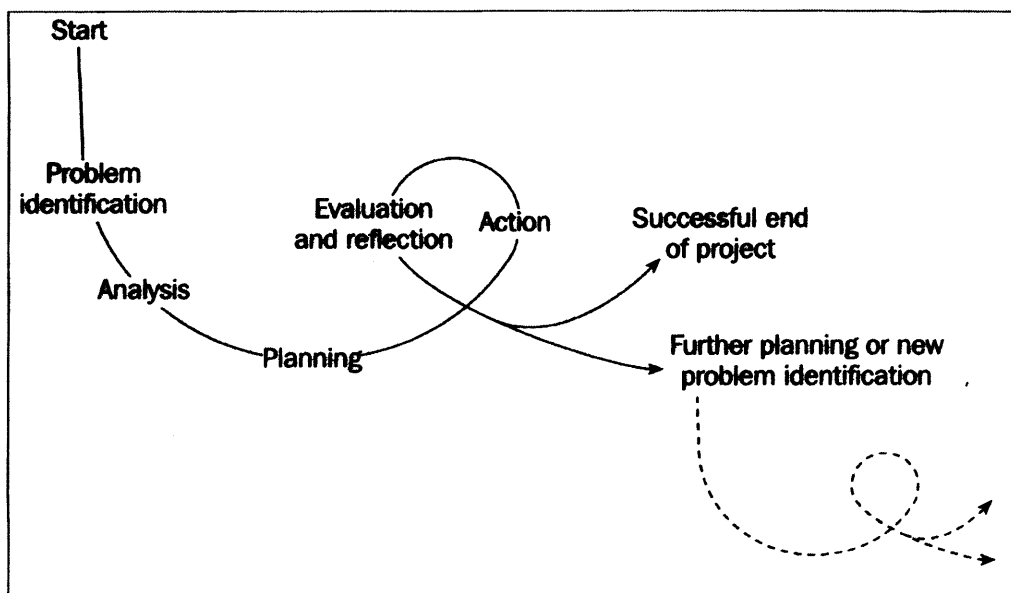 Start
Problem
identification
Analysis
Planning
Evaluation
and reflection
Action
Successful end
of project
Further planning or new
problem identification